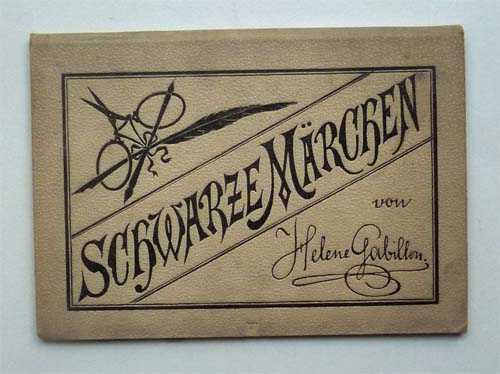 SCHWARZE MÄRCHEN
von
Helene Gabillon.